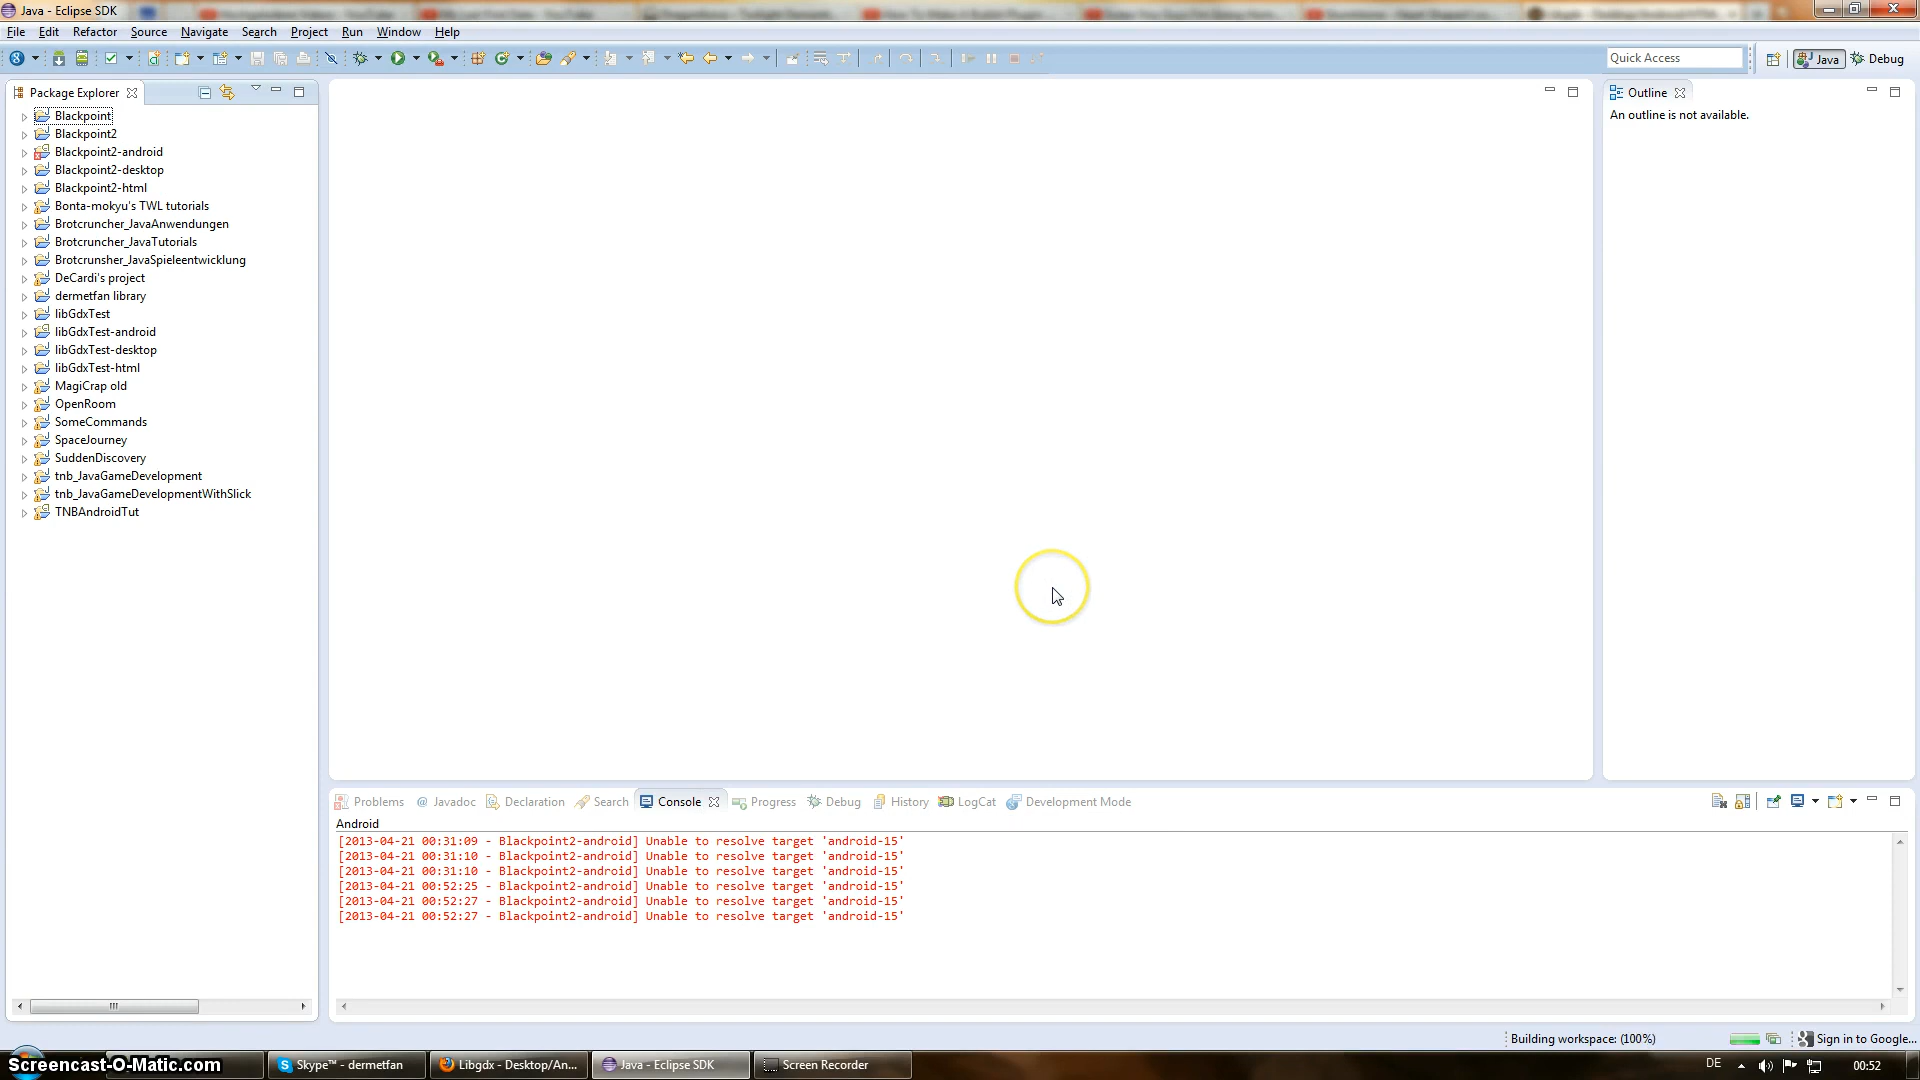 Java - Eclipse SDK
File Edit Refactor Source Navigate Search Project Run Window Help
Quick Access
Java
Debug
Package Explorer
Blackpoint
Blackpoint2
Blackpoint2-android
Blackpoint2-desktop
Blackpoint2-html
Bonta-mokyu's TWL tutorials
Brotcruncher_JavaAnwendungen
Brotcruncher_JavaTutorials
Brotcrunsher_JavaSpieleentwicklung
DeCardi's project
dermetfan library
libGdxTest
libGdxTest-android
libGdxTest-desktop
libGdxTest-html
MagiCrap old
OpenRoom
SomeCommands
SpaceJourney
SuddenDiscovery
tnb_JavaGameDevelopment
tnb_JavaGameDevelopmentWithSlick
TNBAndroidTut
Outline
An outline is not available.
Problems Javadoc Declaration Search Console Progress Debug History LogCat Development Mode
Android
[2013-04-21 00:31:09 - Blackpoint2-android] Unable to resolve target 'android-15'
[2013-04-21 00:31:10 - Blackpoint2-android] Unable to resolve target 'android-15'
[2013-04-21 00:31:10 - Blackpoint2-android] Unable to resolve target 'android-15'
[2013-04-21 00:52:25 - Blackpoint2-android] Unable to resolve target 'android-15'
[2013-04-21 00:52:27 - Blackpoint2-android] Unable to resolve target 'android-15'
[2013-04-21 00:52:27 - Blackpoint2-android] Unable to resolve target 'android-15'
Building workspace: (100%)
Sign in to Google...
Screencast-O-Matic.com
Skype™ - dermetfan
Libgdx - Desktop/An...
Java - Eclipse SDK
Screen Recorder
DE
00:52